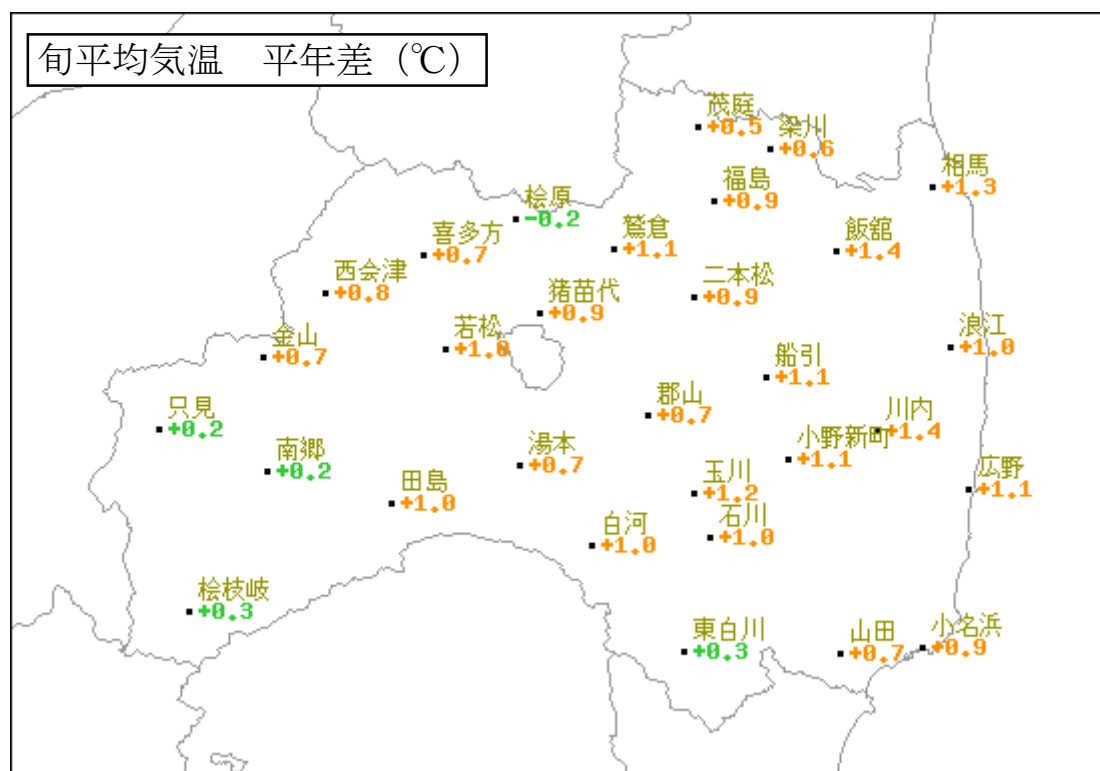 旬平均気温　平年差（℃）
茂庭
+0.5
梁川
+0.6
相馬
+1.3
福島
+0.9
桧原
-0.2
鷲倉
+1.1
飯舘
+1.4
喜多方
+0.7
西会津
+0.8
二本松
+0.9
猪苗代
+0.9
若松
+1.0
金山
+0.7
浪江
+1.0
船引
+1.1
郡山
+0.7
只見
+0.2
川内
+1.4
小野新町
+1.1
南郷
+0.2
湯本
+0.7
田島
+1.0
玉川
+1.2
広野
+1.1
石川
+1.0
白河
+1.0
桧枝岐
+0.3
東白川
+0.3
山田
+0.7
小名浜
+0.9